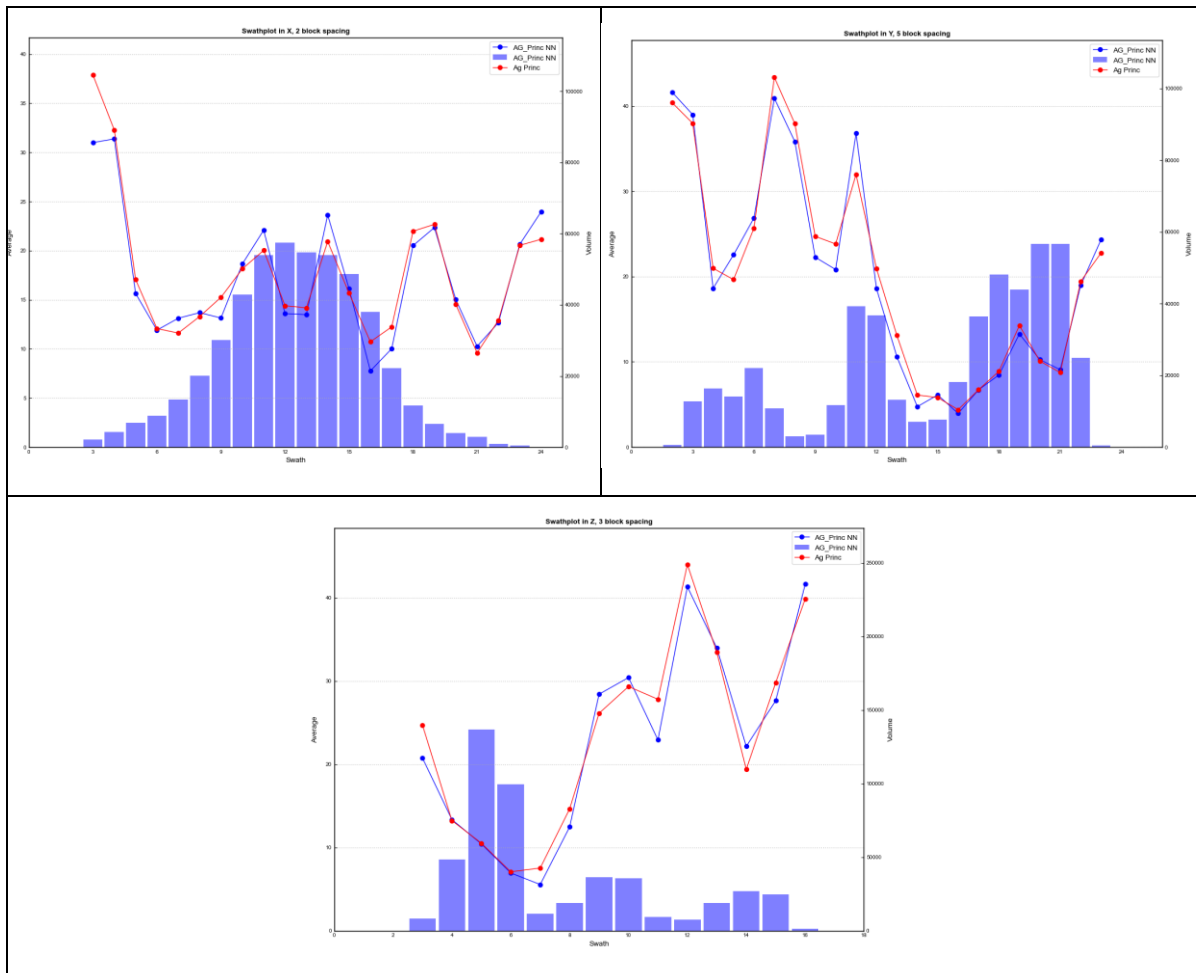 Swathplot in X, 2 block spacing
AG_Princ NN
AG_Princ NN
Ag Princ
40
35
30
25
20
15
10
5
0
Average
100000
80000
60000
40000
20000
0
Volume
0 3 6 9 12 15 18 21 24
Swath
Swathplot in Y, 5 block spacing
AG_Princ NN
AG_Princ NN
Ag Princ
40
30
20
10
0
Average
100000
80000
60000
40000
20000
0
Volume
0 3 6 9 12 15 18 21 24
Swath
Swathplot in Z, 3 block spacing
AG_Princ NN
AG_Princ NN
Ag Princ
40
30
20
10
0
Average
250000
200000
150000
100000
50000
0
Volume
0 2 4 6 8 10 12 14 16 18
Swath